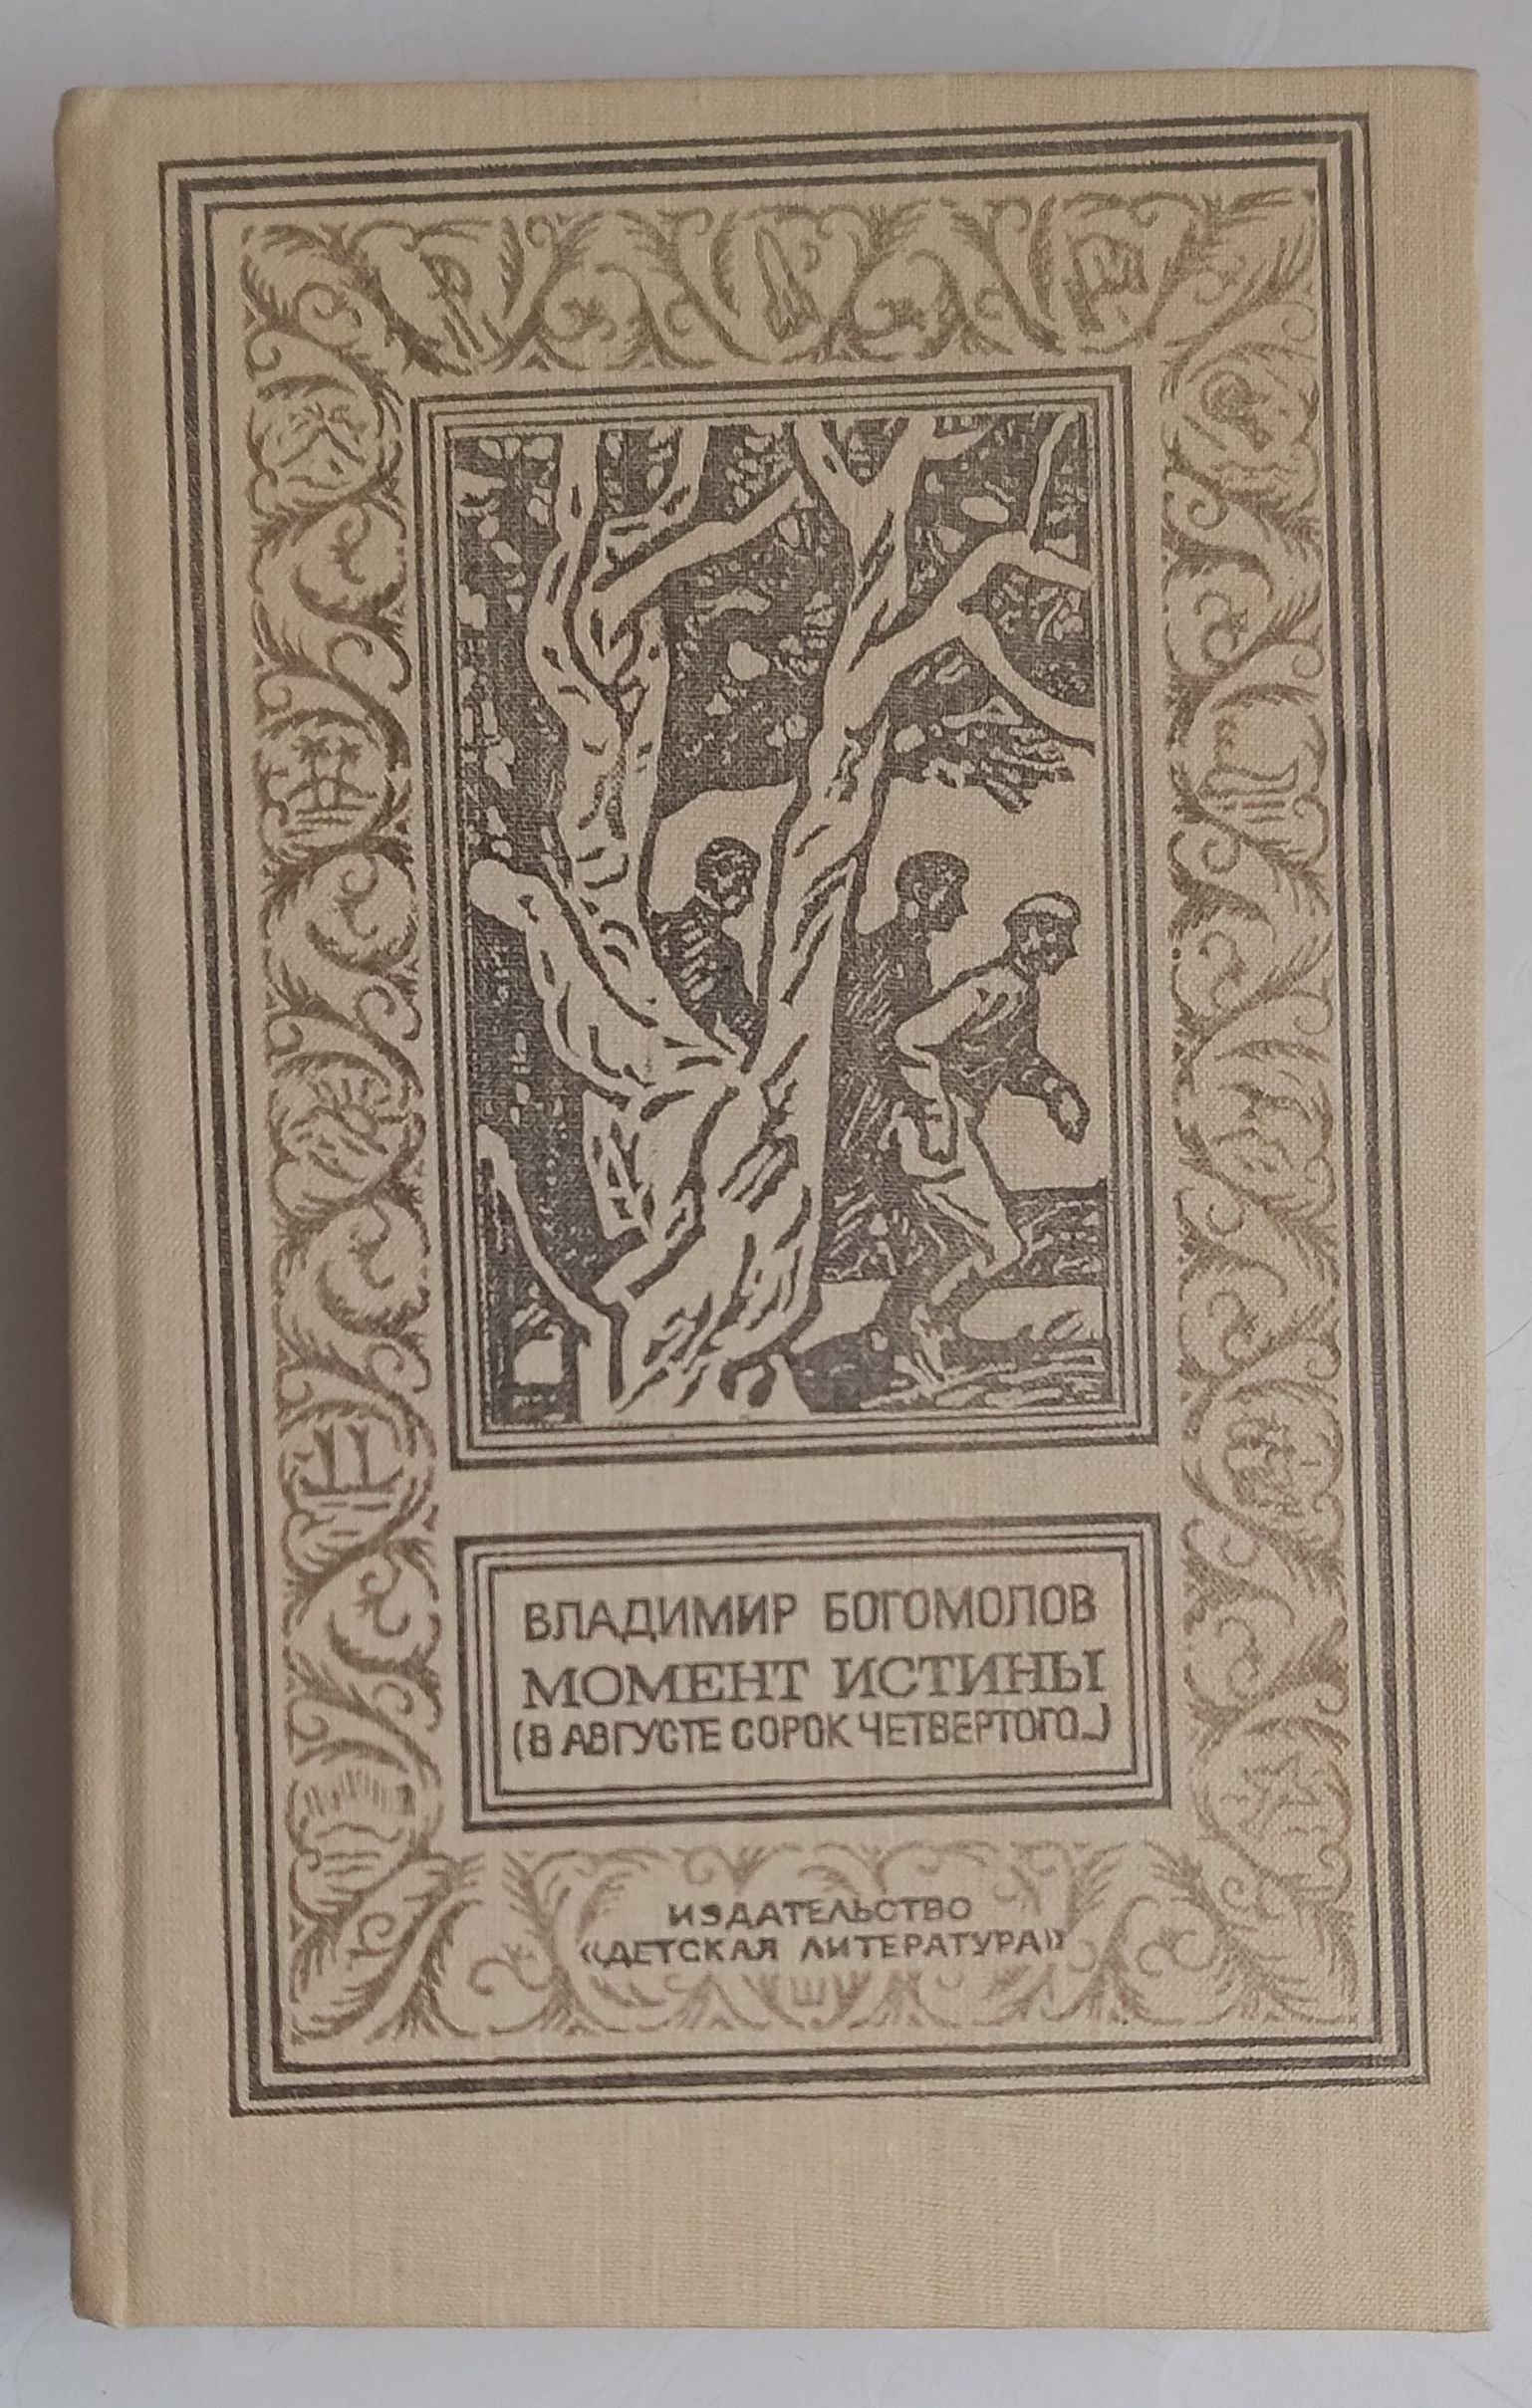 ВЛАДИМИР БОГОМОЛОВ
МОМЕНТ ИСТИНЫ
(В АВГУСТЕ СОРОК ЧЕТВЕРТОГО...)
ИЗДАТЕЛЬСТВО
«ДЕТСКАЯ ЛИТЕРАТУРА»